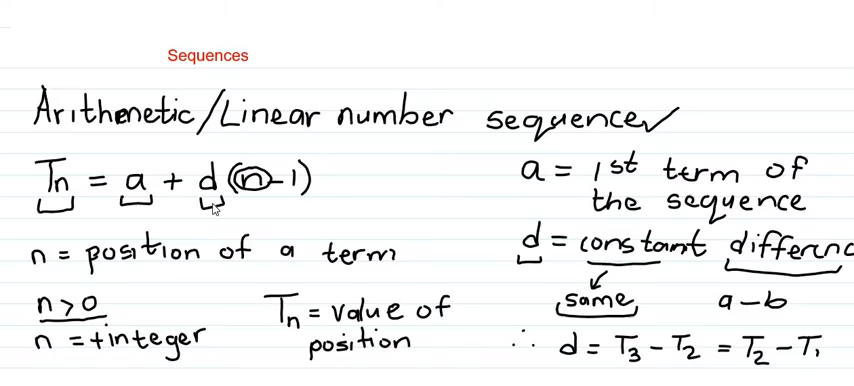 Sequences
Arithmetic/Linear number sequence
Tn = a + d(n-1)
a = 1st term of
the sequence
n = position of a term
d = constant differenc
same
a - b
n > 0
n = +integer
Tn = value of
position
∴ d = T3 - T2 = T2 - T1